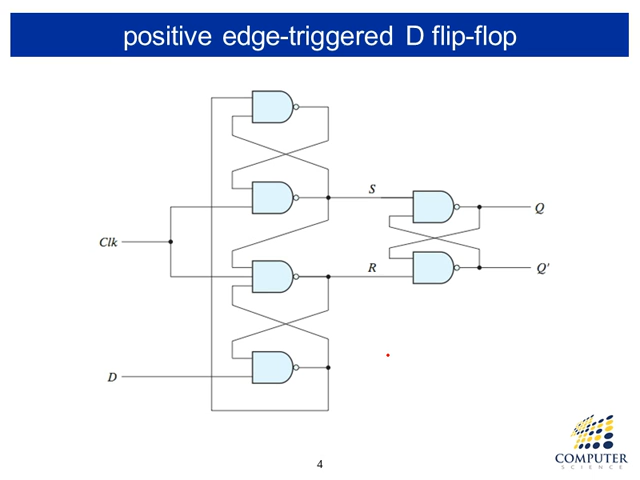 positive edge-triggered D flip-flop
S
Q
Clk
R
Q'
D
COMPUTER
SCIENCE
4